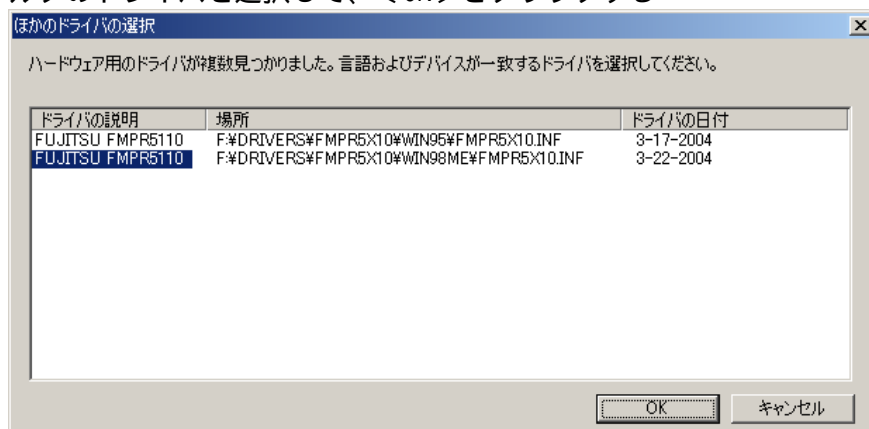 ほかのドライバの選択
ハードウェア用のドライバが複数見つかりました。言語およびデバイスが一致するドライバを選択してください。
ドライバの説明 場所 ドライバの日付
FUJITSU FMPR5110 F:¥DRIVERS¥FMPR5X10¥WIN95¥FMPR5X10.INF 3-17-2004
FUJITSU FMPR5110 F:¥DRIVERS¥FMPR5X10¥WIN98ME¥FMPR5X10.INF 3-22-2004
OK キャンセル